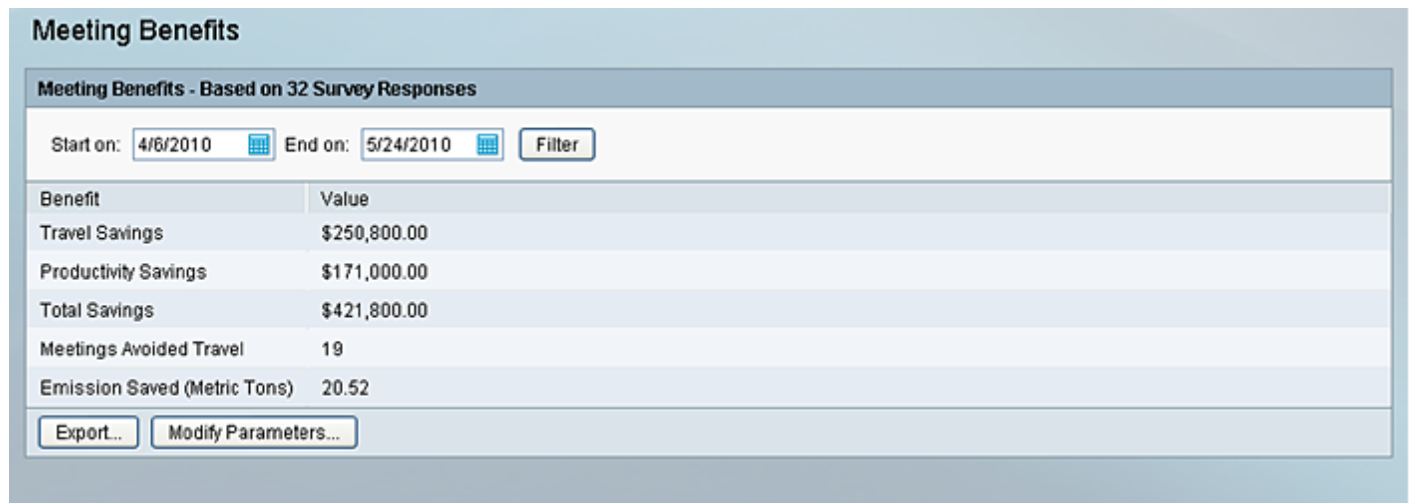 Meeting Benefits
Meeting Benefits - Based on 32 Survey Responses
Start on: 4/6/2010 End on: 5/24/2010 Filter
Benefit Value
Travel Savings $250,800.00
Productivity Savings $171,000.00
Total Savings $421,800.00
Meetings Avoided Travel 19
Emission Saved (Metric Tons) 20.52
Export... Modify Parameters...